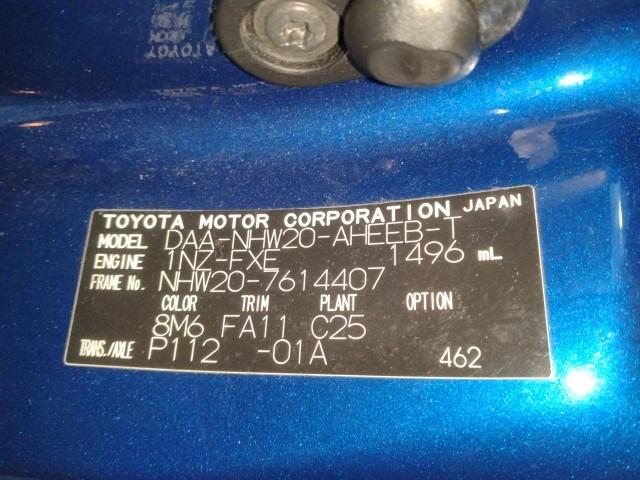 TOYOTA MOTOR CORPORATION JAPAN
MODEL DAA-NHW20-AHEEB-T
ENGINE 1NZ-FXE 1496 mL
FRAME No. NHW20-7614407
COLOR TRIM PLANT OPTION
8M6 FA11 C25
TRANS./AXLE P112 -01A 462